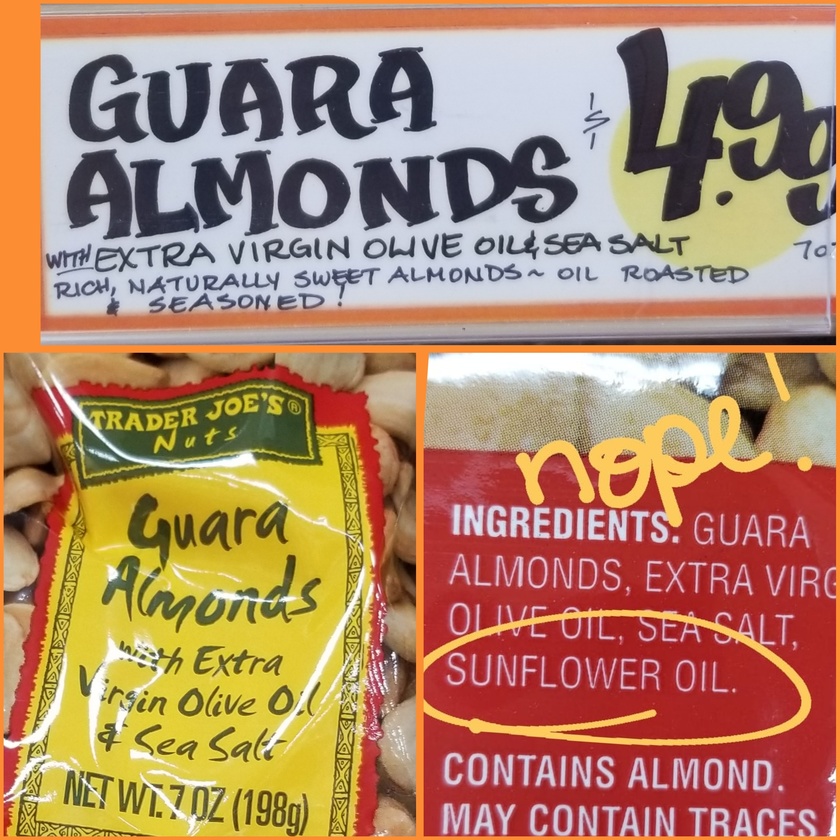 GUARA
ALMONDS
$ 4.99
WITH EXTRA VIRGIN OLIVE OIL & SEA SALT
RICH, NATURALLY SWEET ALMONDS ~ OIL ROASTED
& SEASONED!
TRADER JOE'S®
Nuts
Guara
Almonds
with Extra
Virgin Olive Oil
& Sea Salt
NET WT. 7 OZ (198g)
nope!
INGREDIENTS: GUARA
ALMONDS, EXTRA VIRG
OLIVE OIL, SEA SALT,
SUNFLOWER OIL.
CONTAINS ALMOND.
MAY CONTAIN TRACES